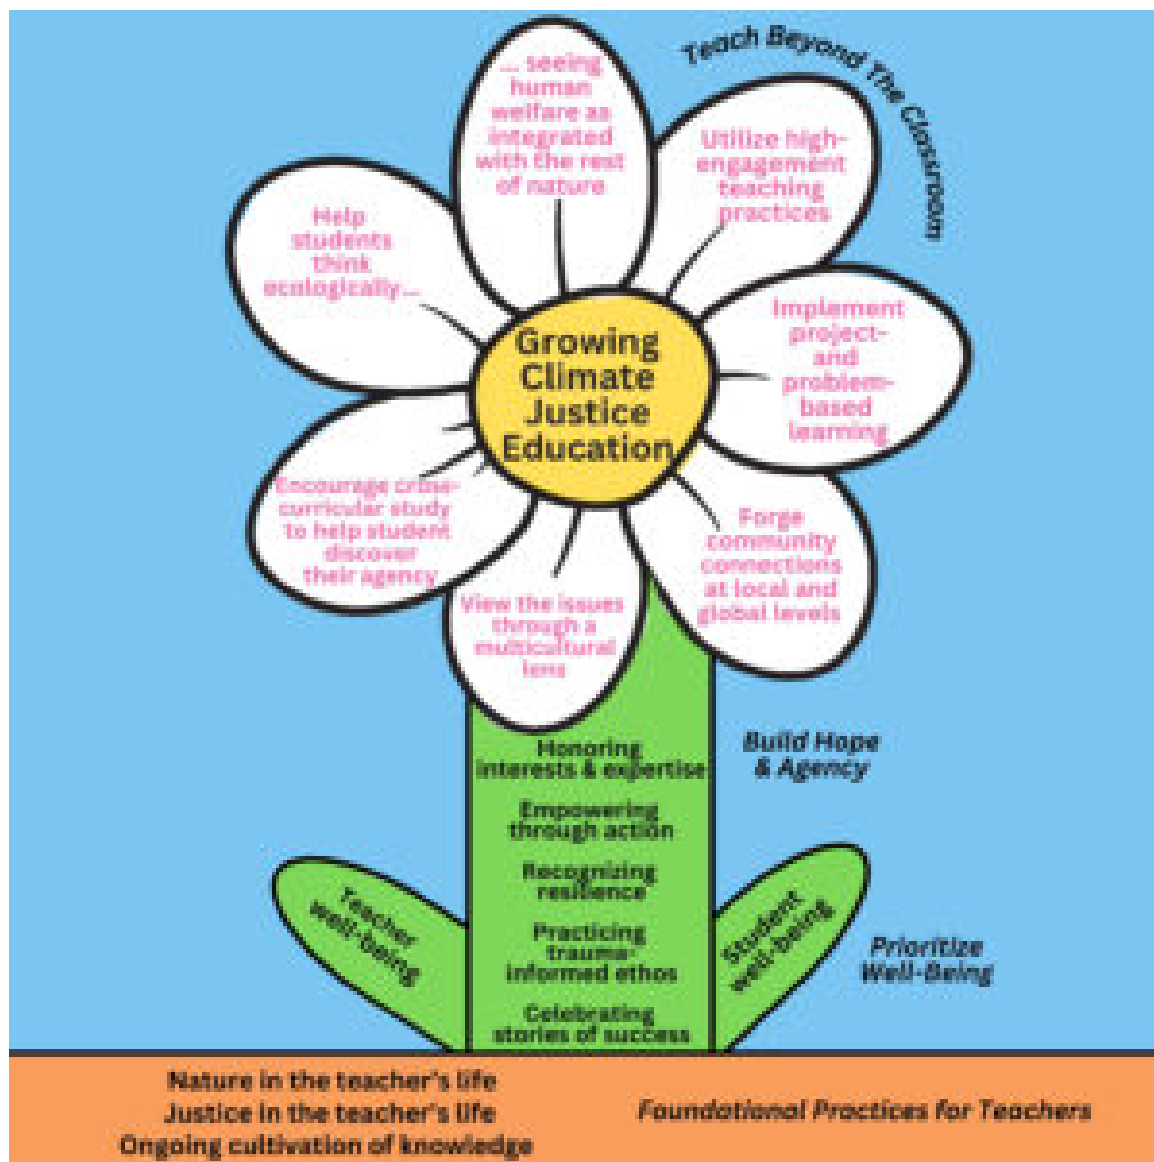 Teach Beyond The Classroom
Help
students
think
ecologically...
... seeing
human
welfare as
integrated
with the rest
of nature
Utilize high-
engagement
teaching
practices
Implement
project-
and
problem-
based
learning
Forge
community
connections
at local and
global levels
View the issues
through a
multicultural
lens
Encourage cross-
curricular study
to help student
discover
their agency
Growing
Climate
Justice
Education
Honoring
interests & expertise
Empowering
through action
Recognizing
resilience
Practicing
trauma-
informed ethos
Celebrating
stories of success
Build Hope
& Agency
Teacher
well-being
Student
well-being
Prioritize
Well-Being
Nature in the teacher's life
Justice in the teacher's life
Ongoing cultivation of knowledge
Foundational Practices for Teachers